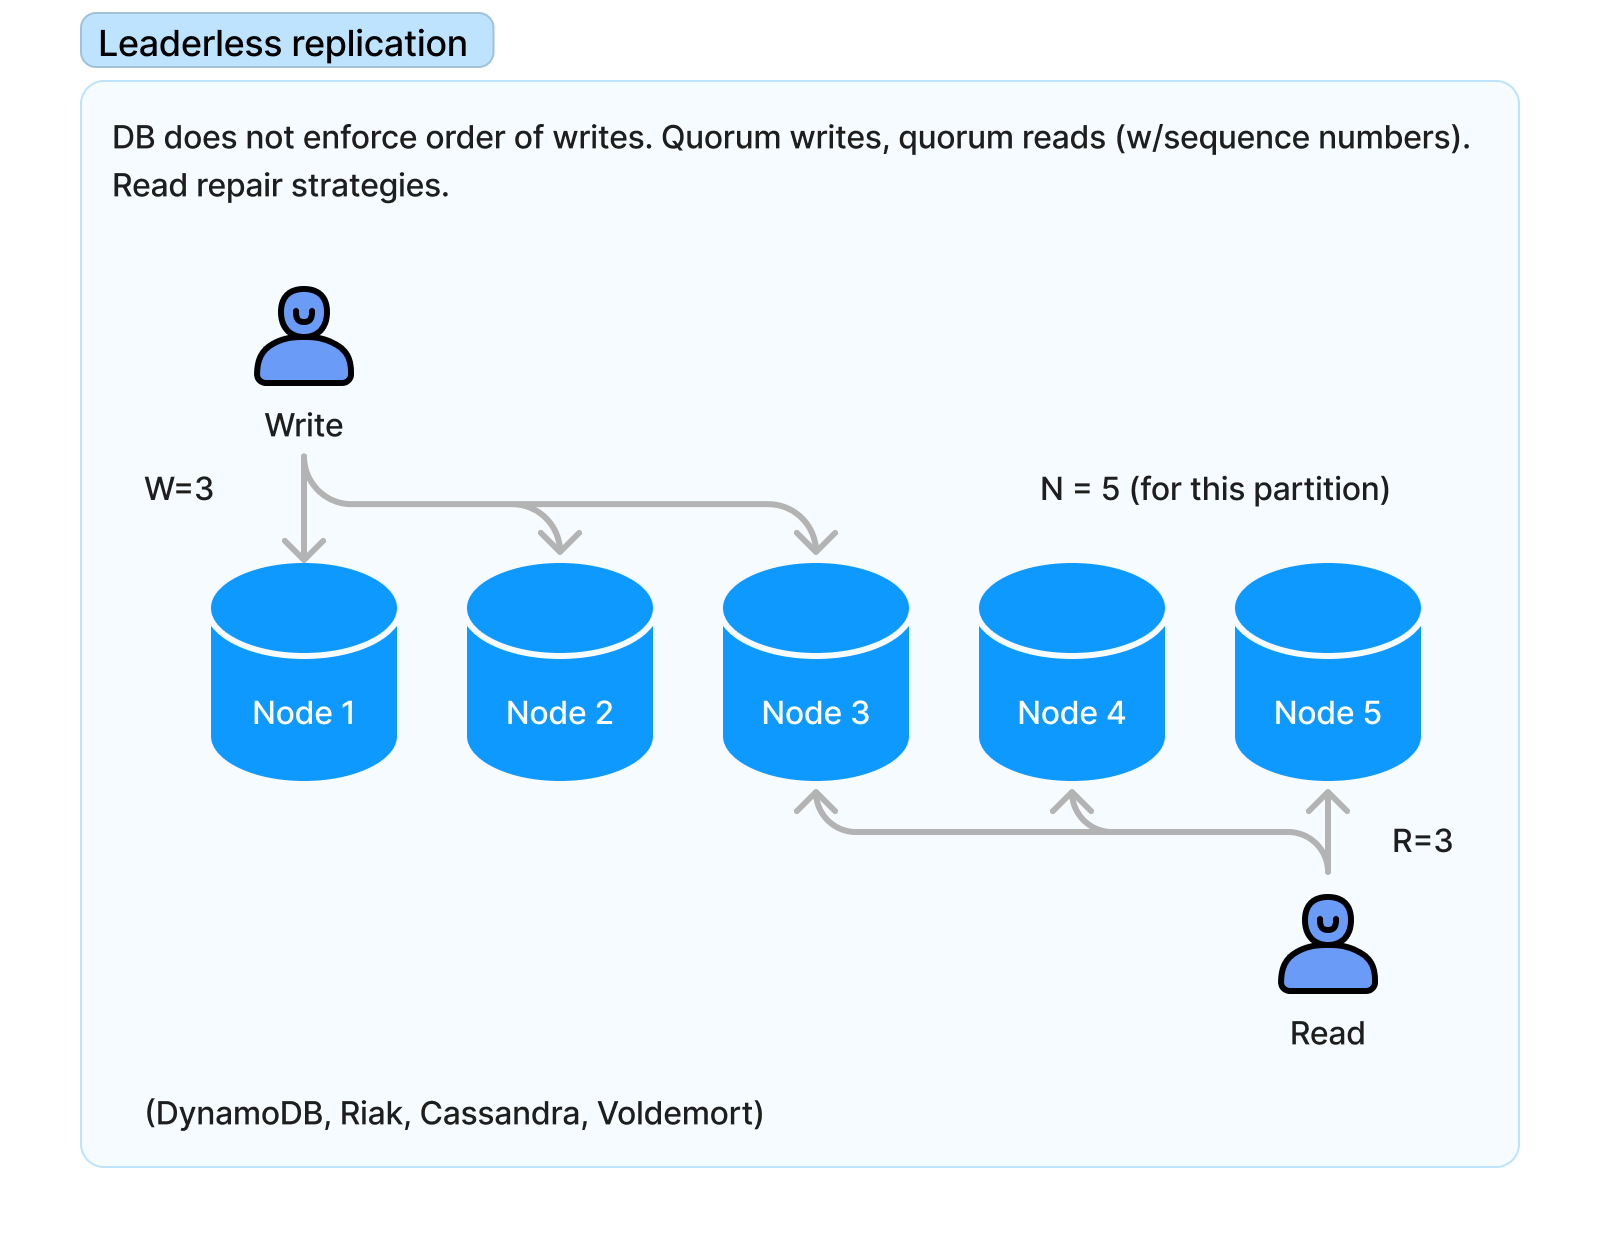 Leaderless replication
DB does not enforce order of writes. Quorum writes, quorum reads (w/sequence numbers).
Read repair strategies.
Write
W=3
N = 5 (for this partition)
Node 1
Node 2
Node 3
Node 4
Node 5
R=3
Read
(DynamoDB, Riak, Cassandra, Voldemort)